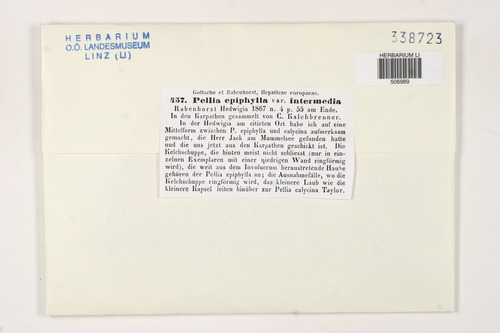 HERBARIUM
O.Ö. LANDESMUSEUM
LINZ (LI)
338723
HERBARIUM LI
506989
Gottsche et Rabenhorst, Hepaticae europaeae.
437. Pellia epiphylla var. intermedia
Rabenhorst Hedwigia 1867 n. 4 p. 55 am Ende.
In den Karpathen gesammelt von C. Kalchbrenner.
In der Hedwigia am citirten Ort habe ich auf eine
Mittelform zwischen P. epiphylla und calycina aufmerksam
gemacht, die Herr Jack am Mummelsee gefunden hatte
und die uns jetzt aus den Karpathen geschickt ist. Die
Kelchschuppe, die hinten meist nicht schliesst (nur in ein-
zelnen Exemplaren mit einer niedrigen Wand ringförmig
wird), die weit aus dem Involucrum heraustretende Haube
gehören der Pellia epiphylla an; die Ausnahmefälle, wo
die Kelchschuppe ringförmig wird, das kleinere Laub wie die
kleinere Kapsel leiten hinüber zur Pellia calycina Taylor.